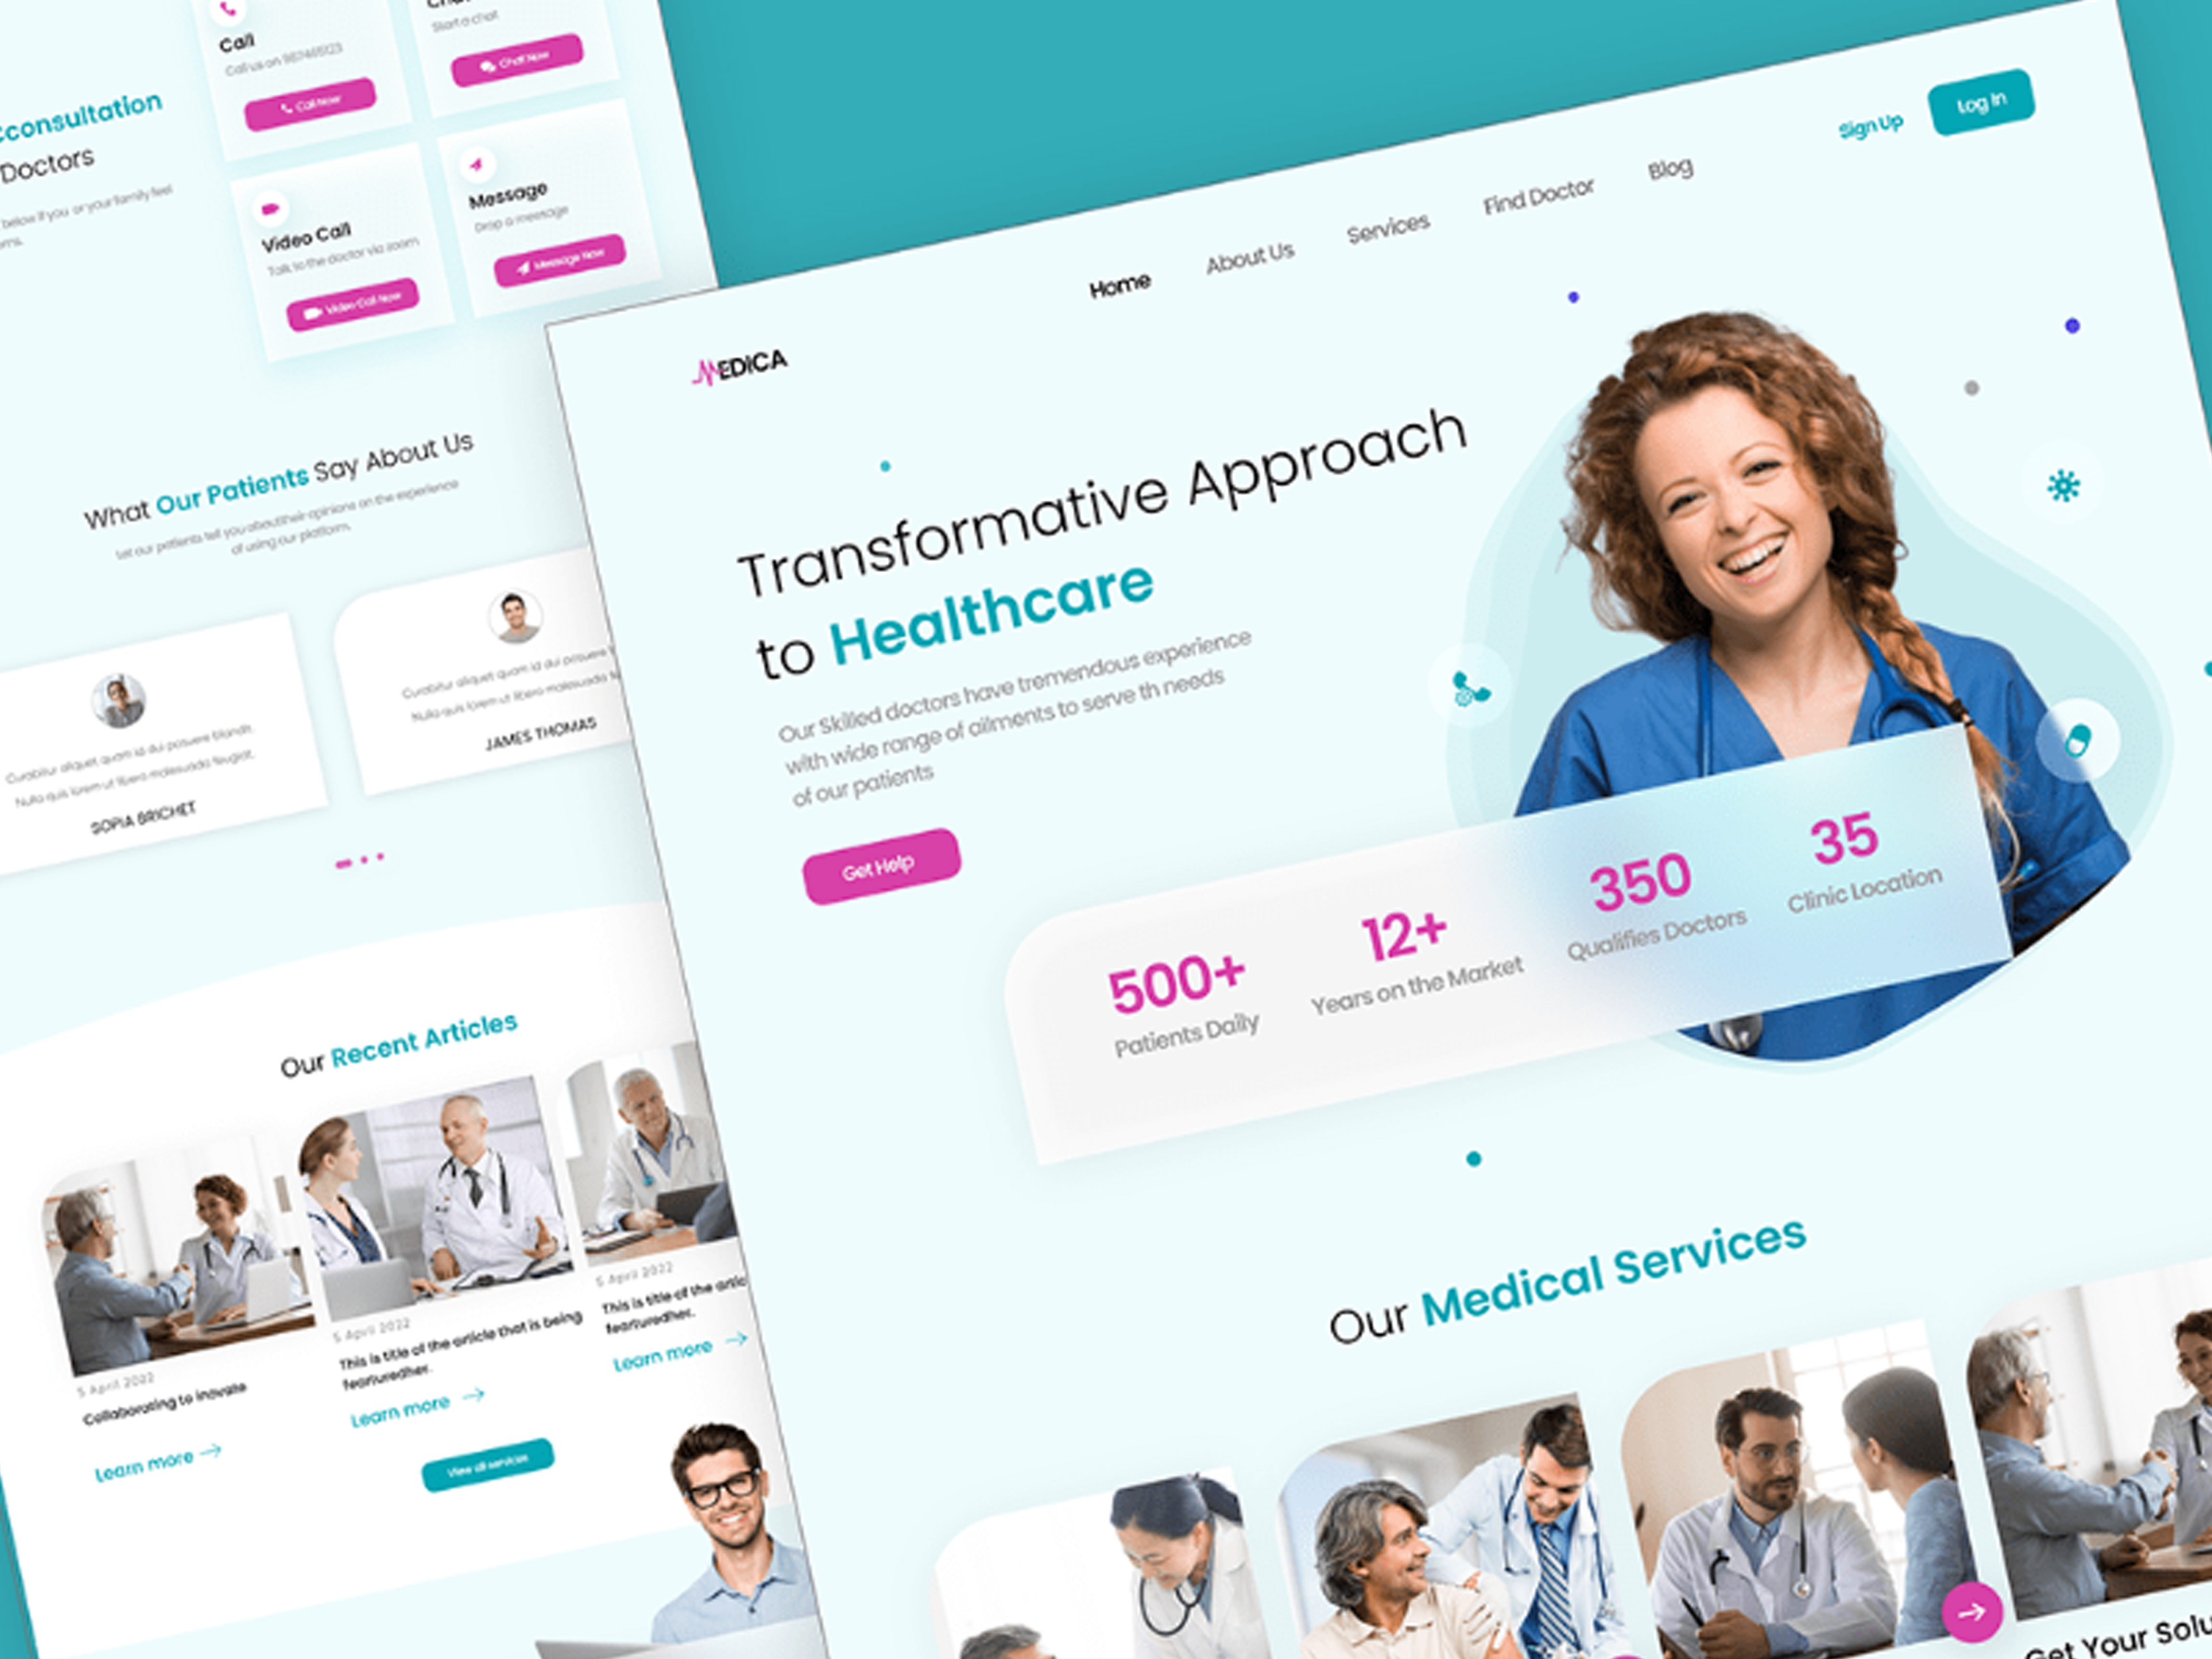 Call
Call us on 987465123
Call Now
Start a chat
Chat Now
consultation
Doctors
below if you or your family feel
Video Call
Talk to the doctor via zoom
Video Call Now
Message
Drop a message
Message Now
What Our Patients Say About Us
Let our patients tell you about their opinions on the experience
of using our platform.
Curabitur aliquet quam id dui posuere blandit.
Nulla quis lorem ut libero malesuada feugiat.
SOPIA BRICHET
Curabitur aliquet quam id dui posuere
Nulla quis lorem ut libero malesuada
JAMES THOMAS
Our Recent Articles
5 April 2022
Collaborating to inovate
Learn more
5 April 2022
This is title of the article that is being
fearturedher.
Learn more
5 April 2022
This is title of the artic
fearturedher.
Learn more
View all services
MEDICA
Home
About Us
Services
Find Doctor
Blog
Sign Up
Log In
Transformative Approach
to Healthcare
Our Skilled doctors have tremendous experience
with wide range of ailments to serve th needs
of our patients
Get Help
500+
Patients Daily
12+
Years on the Market
350
Qualifies Doctors
35
Clinic Location
Our Medical Services
Get Your Solu